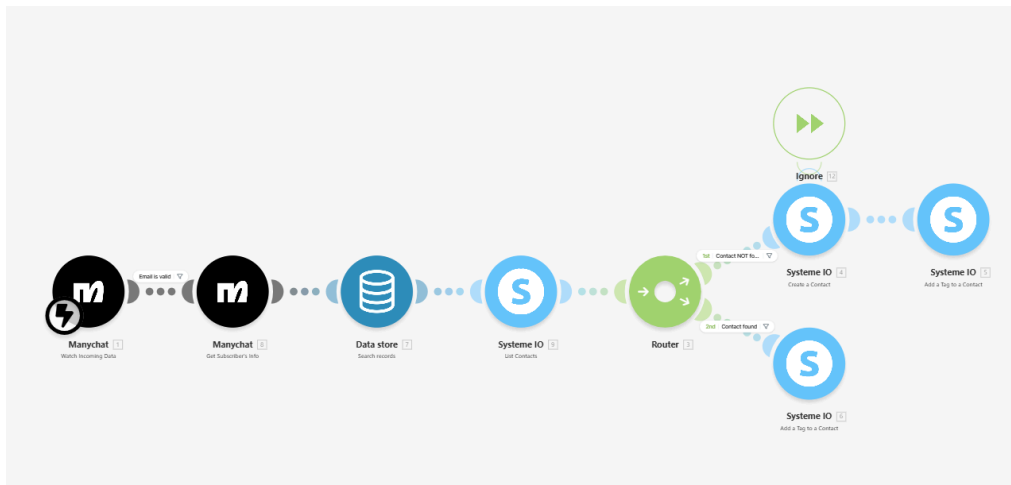 Ignore 12
1st Contact NOT fo...
Systeme IO 4
Create a Contact
Systeme IO 5
Add a Tag to a Contact
Email is valid
Manychat 1
Watch Incoming Data
Manychat 8
Get Subscriber's Info
Data store 7
Search records
Systeme IO 9
List Contacts
Router 3
2nd Contact found
Systeme IO 6
Add a Tag to a Contact